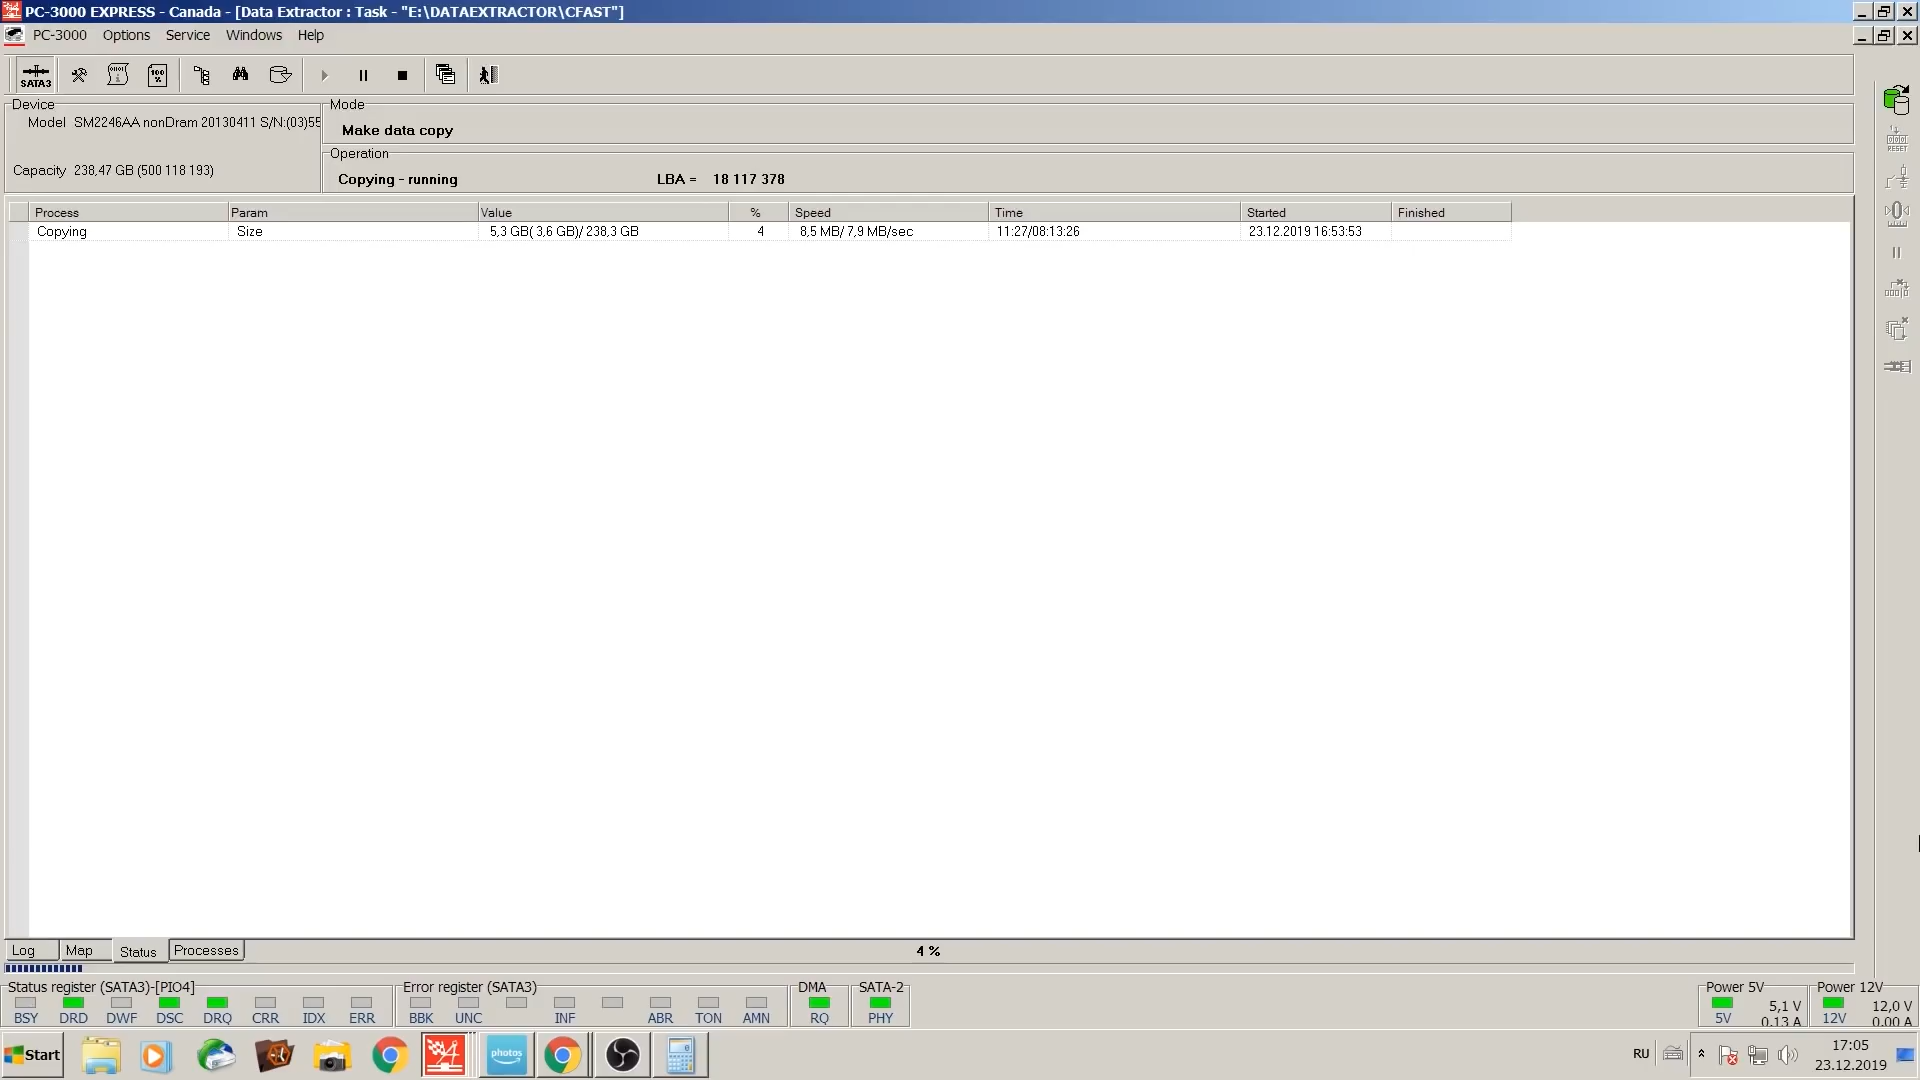 PC-3000 EXPRESS - Canada - [Data Extractor : Task - "E:\DATAEXTRACTOR\CFAST"]
PC-3000 Options Service Windows Help
SATA3
100 %
Device
Model SM2246AA nonDram 20130411 S/N:(03)55
Capacity 238,47 GB (500 118 193)
Mode
Make data copy
Operation
Copying - running LBA = 18 117 378
RESET
Process Param Value % Speed Time Started Finished
Copying Size 5,3 GB( 3,6 GB)/ 238,3 GB 4 8,5 MB/ 7,9 MB/sec 11:27/08:13:26 23.12.2019 16:53:53
Log Map Status Processes 4 %
Status register (SATA3)-[PIO4] Error register (SATA3) DMA SATA-2 Power 5V Power 12V
BSY DRD DWF DSC DRQ CRR IDX ERR BBK UNC INF ABR TON AMN RQ PHY
5V 5,1 V 0.13 A 12V 12,0 V 0.00 A
Start photos RU 17:05
23.12.2019